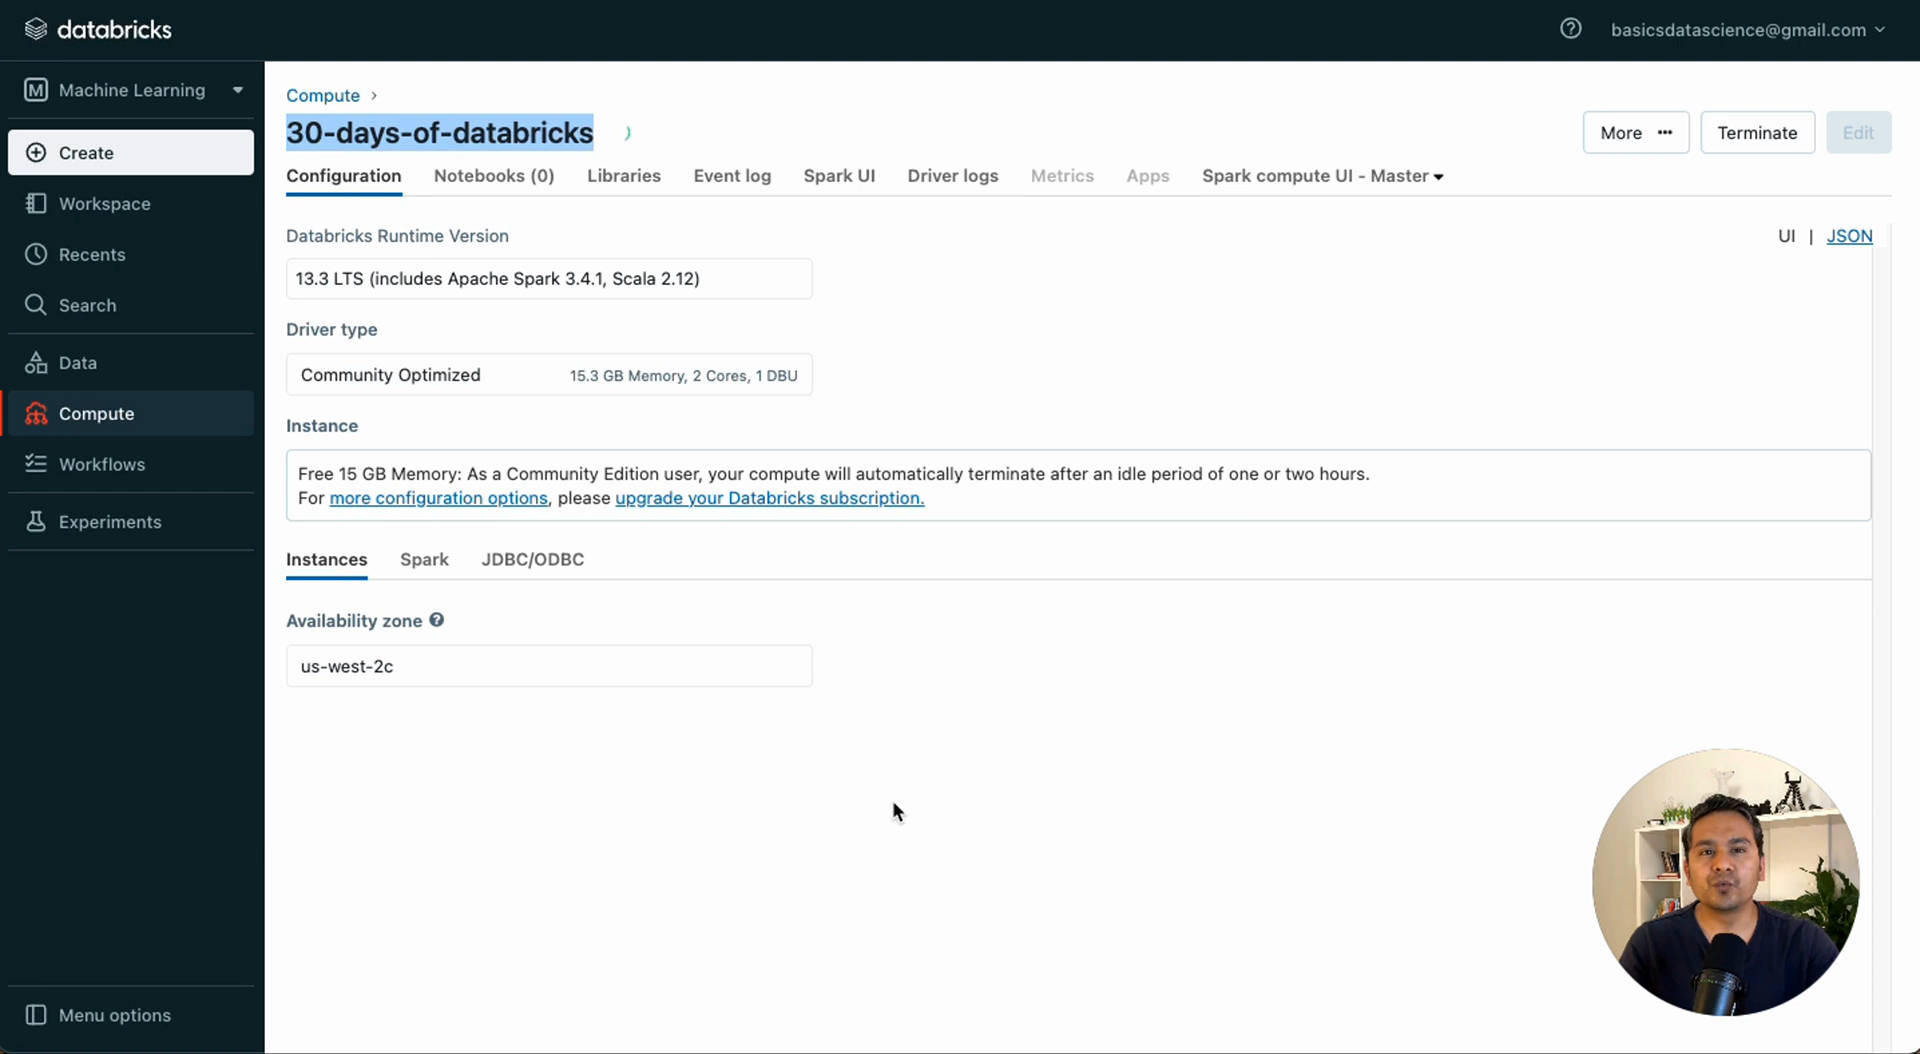 databricks
basicsdatascience@gmail.com
M Machine Learning
Create
Workspace
Recents
Search
Data
Compute
Workflows
Experiments
Menu options
Compute
30-days-of-databricks
More
Terminate
Edit
Configuration Notebooks (0) Libraries Event log Spark UI Driver logs Metrics Apps Spark compute UI - Master
Databricks Runtime Version
UI | JSON
13.3 LTS (includes Apache Spark 3.4.1, Scala 2.12)
Driver type
Community Optimized 15.3 GB Memory, 2 Cores, 1 DBU
Instance
Free 15 GB Memory: As a Community Edition user, your compute will automatically terminate after an idle period of one or two hours.
For more configuration options, please upgrade your Databricks subscription.
Instances Spark JDBC/ODBC
Availability zone ?
us-west-2c